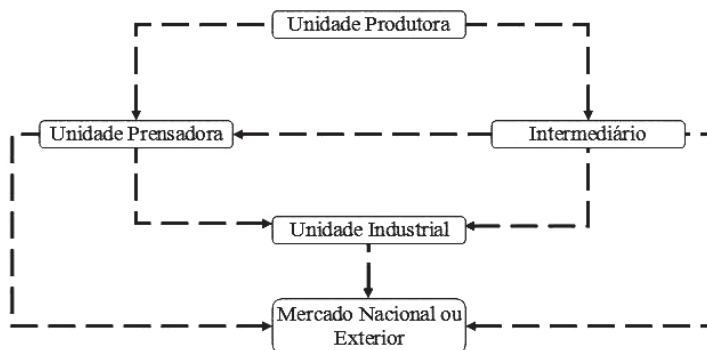 Unidade Produtora
Unidade Prensadora
Intermediário
Unidade Industrial
Mercado Nacional ou
Exterior